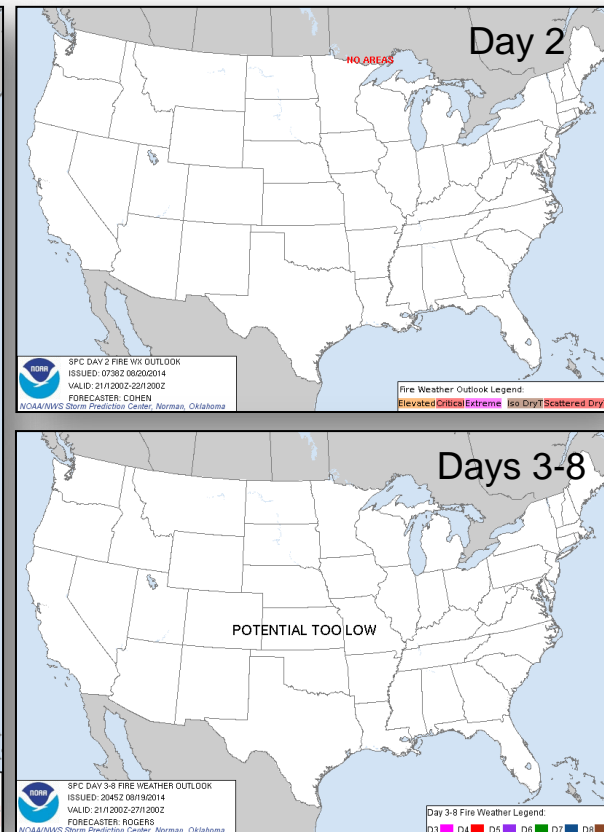 Day 2
NO AREAS
NOAA
SPC DAY 2 FIRE WX OUTLOOK
ISSUED: 0738Z 08/20/2014
VALID: 21/1200Z-22/1200Z
FORECASTER: COHEN
NOAA/NWS Storm Prediction Center, Norman, Oklahoma
Fire Weather Outlook Legend:
Elevated Critical Extreme Iso DryT Scattered Dry
Days 3-8
POTENTIAL TOO LOW
NOAA
SPC DAY 3-8 FIRE WEATHER OUTLOOK
ISSUED: 2045Z 08/19/2014
VALID: 21/1200Z-27/1200Z
FORECASTER: ROGERS
NOAA/NWS Storm Prediction Center, Norman, Oklahoma
Day 3-8 Fire Weather Legend:
D3 D4 D5 D6 D7 D4 D8